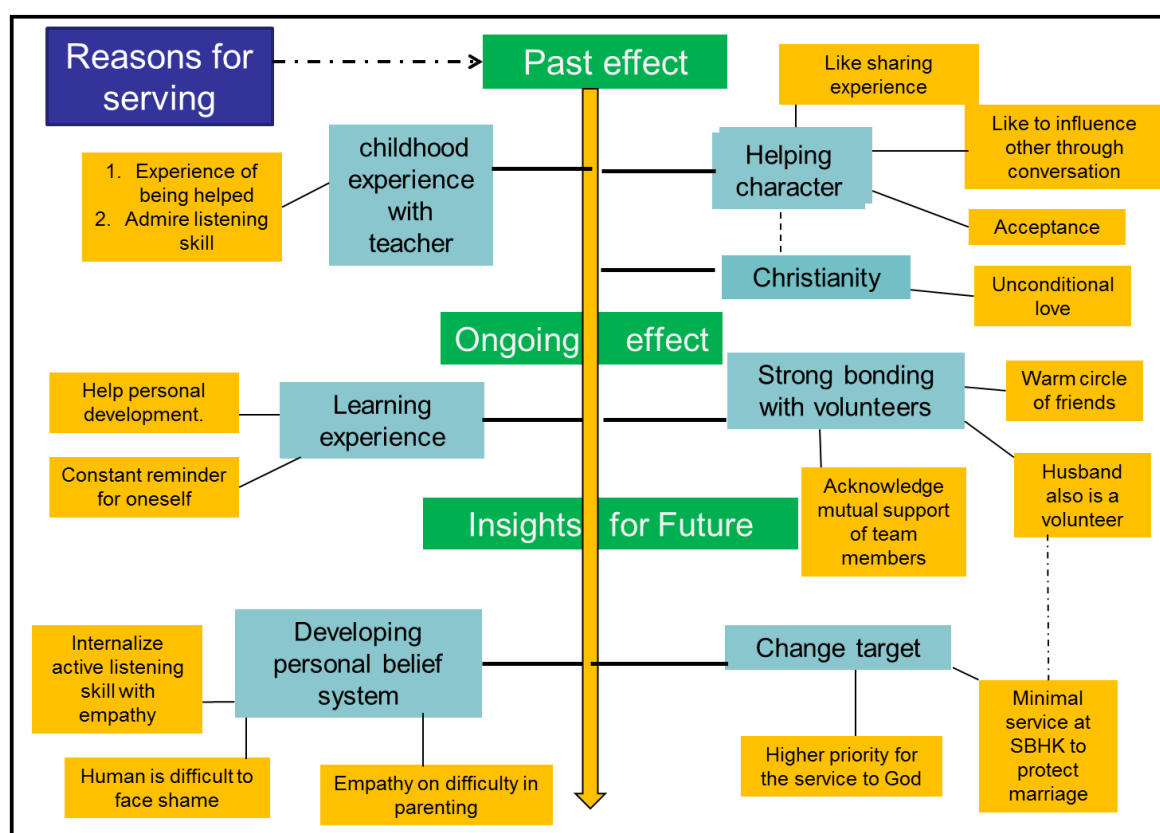 Reasons for
serving
Past effect
Like sharing
experience
childhood
experience
with
teacher
1. Experience of
being helped
2. Admire listening
skill
Helping
character
Like to influence
other through
conversation
Acceptance
Christianity
Unconditional
love
Ongoing effect
Help personal
development.
Learning
experience
Constant reminder
for oneself
Strong bonding
with volunteers
Warm circle
of friends
Acknowledge
mutual support
of team
members
Husband
also is a
volunteer
Insights for Future
Internalize
active listening
skill with
empathy
Developing
personal belief
system
Human is difficult to
face shame
Empathy on difficulty in
parenting
Change target
Higher priority for
the service to God
Minimal
service at
SBHK to
protect
marriage